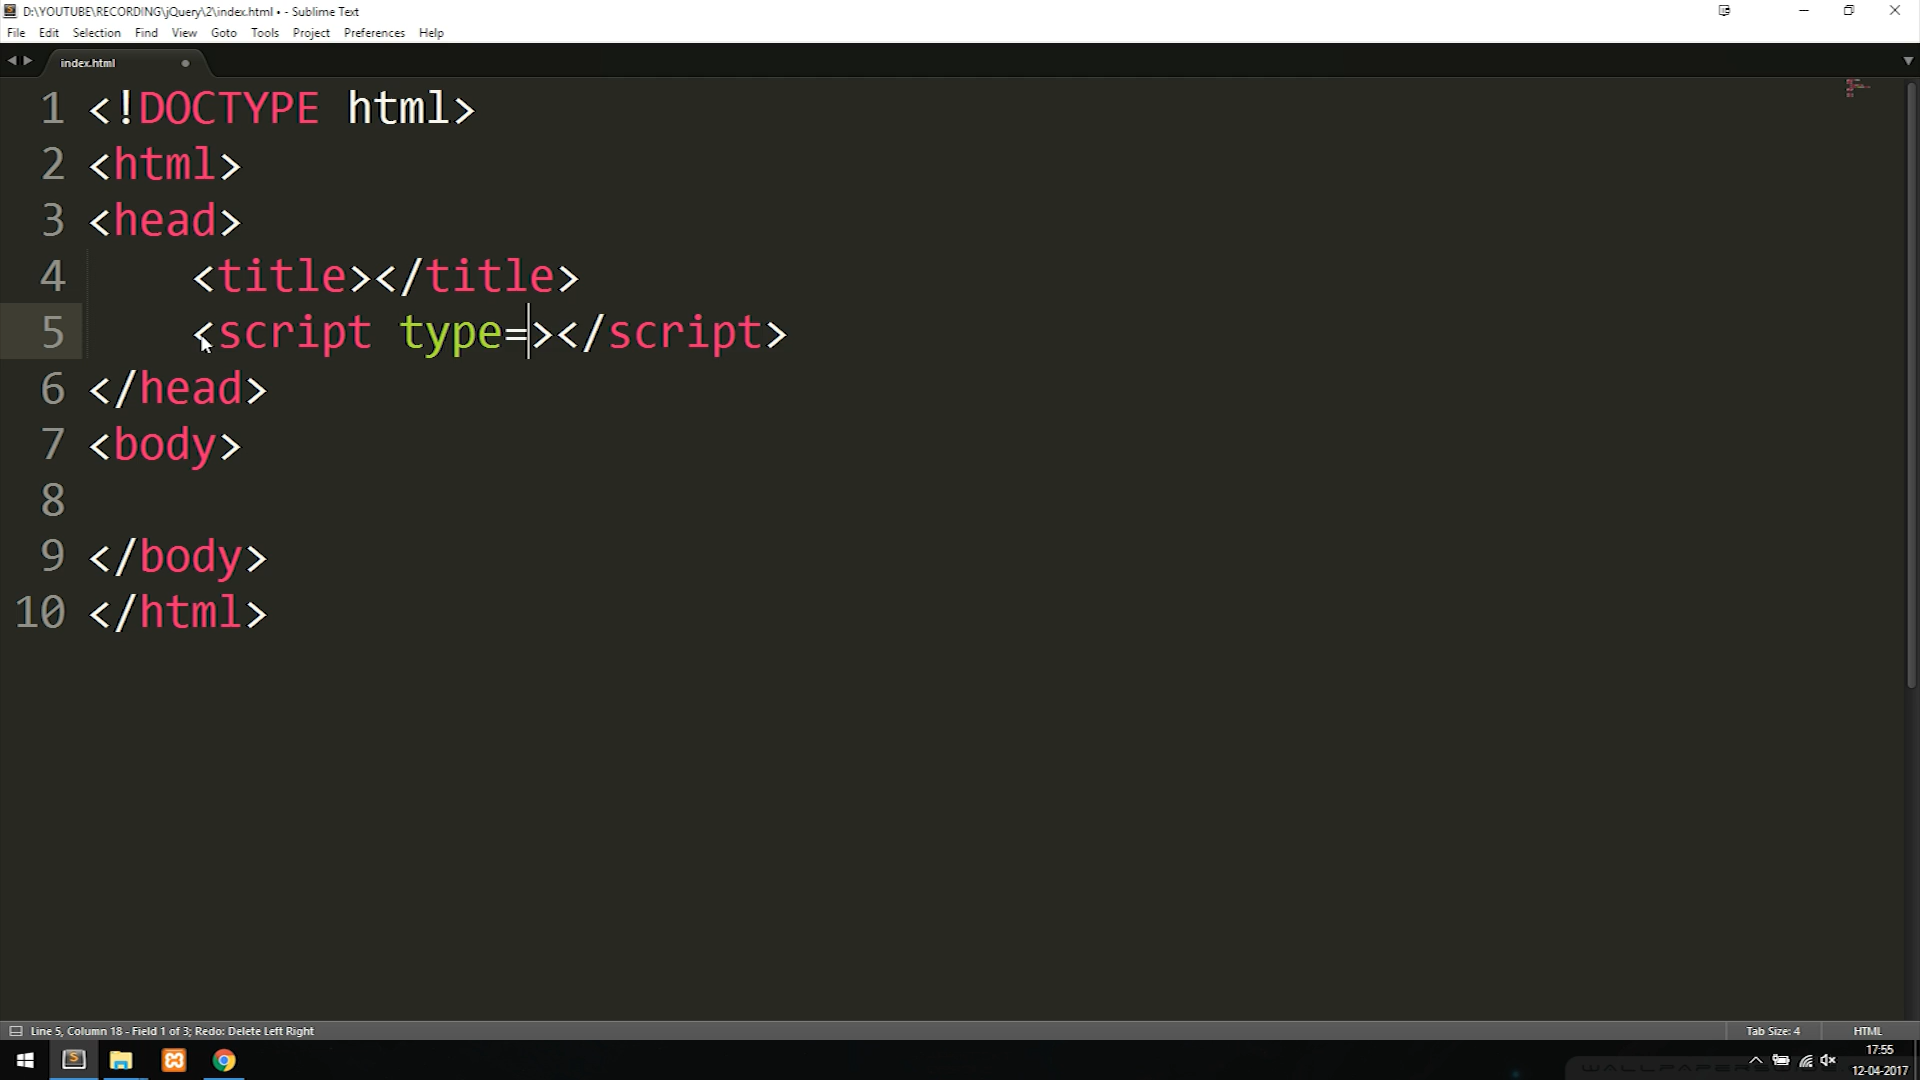 D:\YOUTUBE\RECORDING\jQuery\2\index.html • - Sublime Text
File Edit Selection Find View Goto Tools Project Preferences Help
index.html
1 <!DOCTYPE html>
2 <html>
3 <head>
4 <title></title>
5 <script type=></script>
6 </head>
7 <body>
8
9 </body>
10 </html>
Line 5, Column 18 - Field 1 of 3; Redo: Delete Left Right
Tab Size: 4 HTML
17:55
12-04-2017